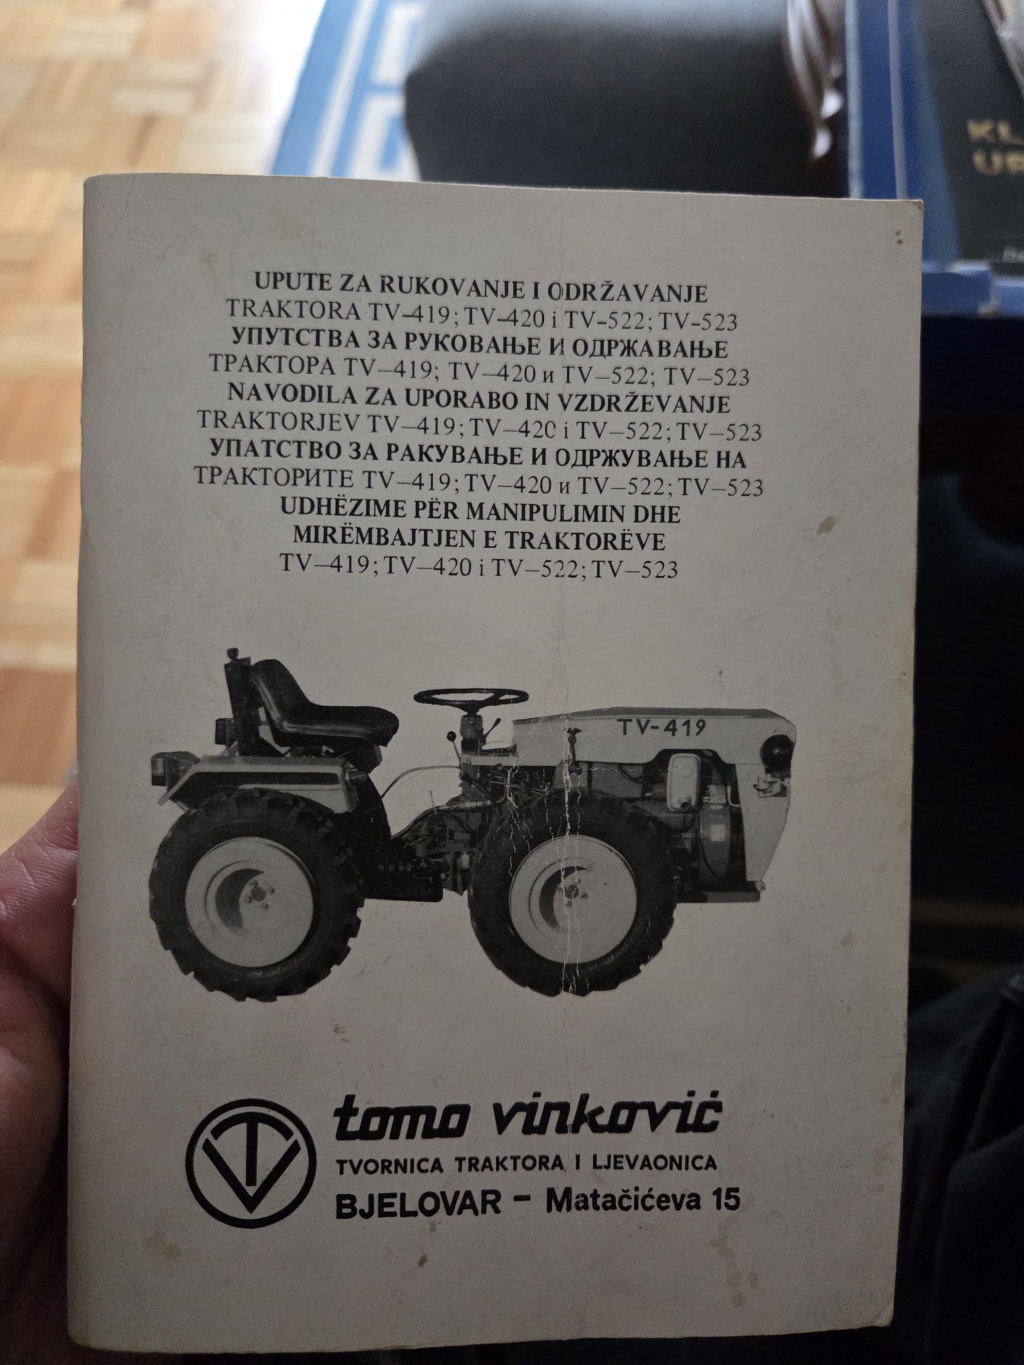 UPUTE ZA RUKOVANJE I ODRŽAVANJE
TRAKTORA TV-419; TV-420 i TV-522; TV-523
УПУТСТВА ЗА РУКОВАЊЕ И ОДРЖАВАЊЕ
ТРАКТОРА TV–419; TV–420 и TV–522; TV–523
NAVODILA ZA UPORABO IN VZDRŽEVANJE
TRAKTORJEV TV–419; TV–420 i TV–522; TV–523
УПАТСТВО ЗА РАКУВАЊЕ И ОДРЖУВАЊЕ НА
ТРАКТОРИТЕ TV–419; TV–420 и TV–522; TV–523
UDHËZIME PËR MANIPULIMIN DHE
MIRËMBAJTJEN E TRAKTORËVE
TV–419; TV–420 i TV–522; TV–523
TV-419
TV
tomo vinković
TVORNICA TRAKTORA I LJEVAONICA
BJELOVAR – Matačićeva 15